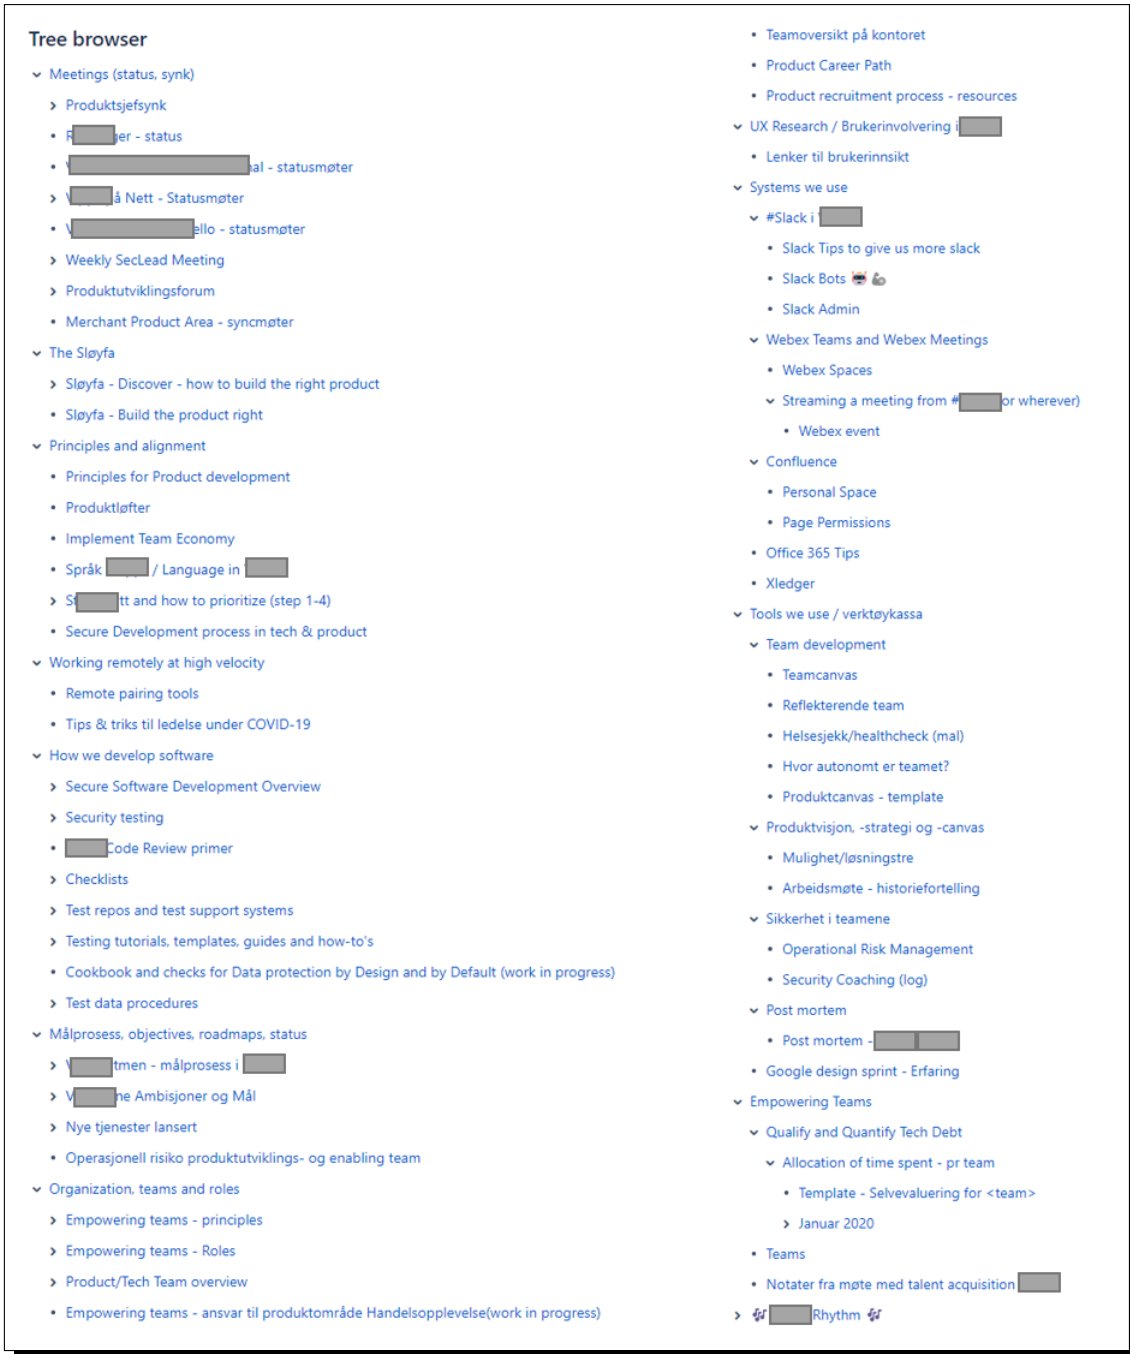 Tree browser
Meetings (status, synk)
Produktsjefsynk
R ger - status
al - statusmøter
å Nett - Statusmøter
ello - statusmøter
Weekly SecLead Meeting
Produktutviklingsforum
Merchant Product Area - syncmøter
The Sløyfa
Sløyfa - Discover - how to build the right product
Sløyfa - Build the product right
Principles and alignment
Principles for Product development
Produktløfter
Implement Team Economy
Språk / Language in
St tt and how to prioritize (step 1-4)
Secure Development process in tech & product
Working remotely at high velocity
Remote pairing tools
Tips & triks til ledelse under COVID-19
How we develop software
Secure Software Development Overview
Security testing
Code Review primer
Checklists
Test repos and test support systems
Testing tutorials, templates, guides and how-to's
Cookbook and checks for Data protection by Design and by Default (work in progress)
Test data procedures
Målprosess, objectives, roadmaps, status
tmen - målprosess i
V ne Ambisjoner og Mål
Nye tjenester lansert
Operasjonell risiko produktutviklings- og enabling team
Organization, teams and roles
Empowering teams - principles
Empowering teams - Roles
Product/Tech Team overview
Empowering teams - ansvar til produktområde Handelsopplevelse(work in progress)
Teamoversikt på kontoret
Product Career Path
Product recruitment process - resources
UX Research / Brukerinvolvering i
Lenker til brukerinnsikt
Systems we use
#Slack i
Slack Tips to give us more slack
Slack Bots
Slack Admin
Webex Teams and Webex Meetings
Webex Spaces
Streaming a meeting from # or wherever)
Webex event
Confluence
Personal Space
Page Permissions
Office 365 Tips
Xledger
Tools we use / verktøykassa
Team development
Teamcanvas
Reflekterende team
Helsesjekk/healthcheck (mal)
Hvor autonomt er teamet?
Produktcanvas - template
Produktvisjon, -strategi og -canvas
Mulighet/løsningstre
Arbeidsmøte - historiefortelling
Sikkerhet i teamene
Operational Risk Management
Security Coaching (log)
Post mortem
Post mortem -
Google design sprint - Erfaring
Empowering Teams
Qualify and Quantify Tech Debt
Allocation of time spent - pr team
Template - Selvevaluering for <team>
Januar 2020
Teams
Notater fra møte med talent acquisition
Rhythm